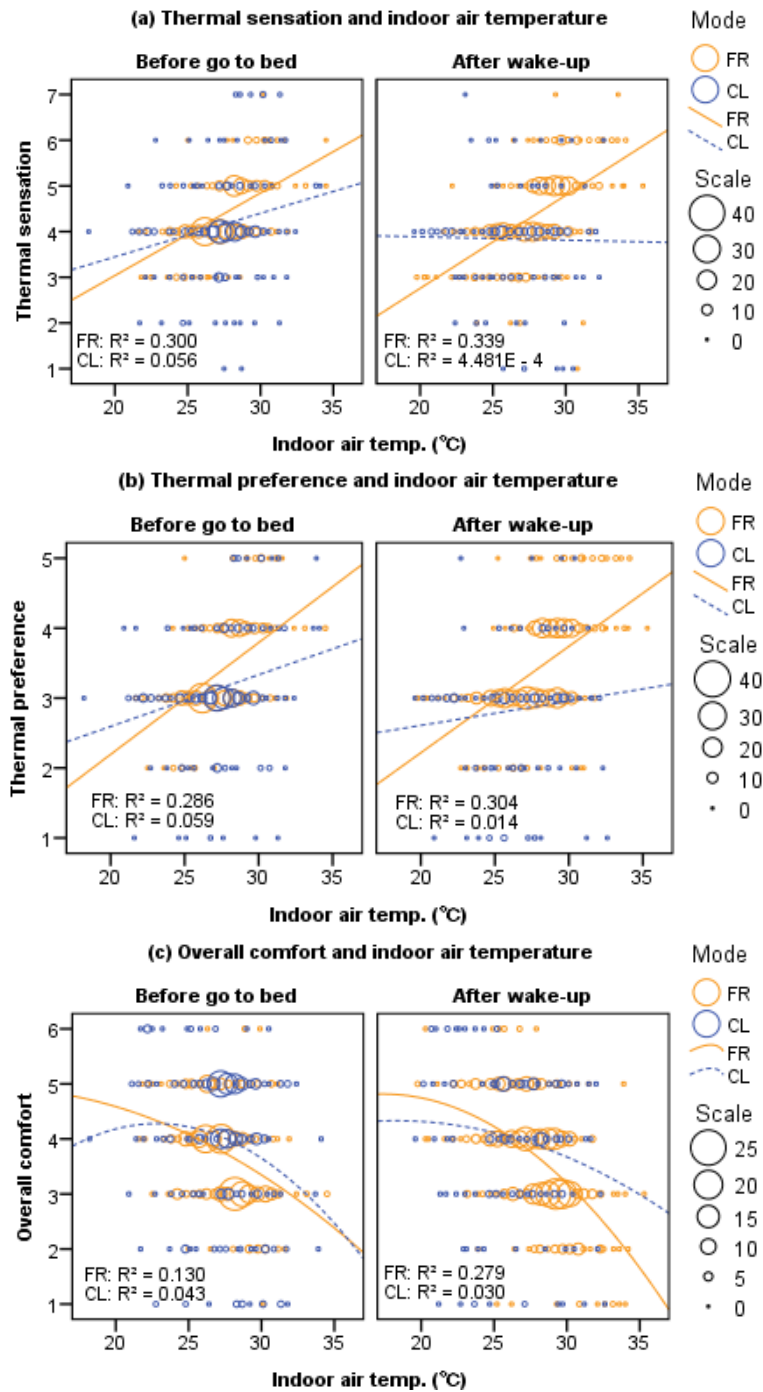 (a) Thermal sensation and indoor air temperature
Before go to bed
After wake-up
Mode
FR
CL
FR
CL
Scale
40
30
20
10
0
Thermal sensation
7
6
5
4
3
2
1
FR: R² = 0.300
CL: R² = 0.056
FR: R² = 0.339
CL: R² = 4.481E - 4
20 25 30 35 20 25 30 35
Indoor air temp. (°C)
(b) Thermal preference and indoor air temperature
Before go to bed
After wake-up
Mode
FR
CL
FR
CL
Scale
40
30
20
10
0
Thermal preference
5
4
3
2
1
FR: R² = 0.286
CL: R² = 0.059
FR: R² = 0.304
CL: R² = 0.014
20 25 30 35 20 25 30 35
Indoor air temp. (°C)
(c) Overall comfort and indoor air temperature
Before go to bed
After wake-up
Mode
FR
CL
FR
CL
Scale
25
20
15
10
5
0
Overall comfort
6
5
4
3
2
1
FR: R² = 0.130
CL: R² = 0.043
FR: R² = 0.279
CL: R² = 0.030
20 25 30 35 20 25 30 35
Indoor air temp. (°C)